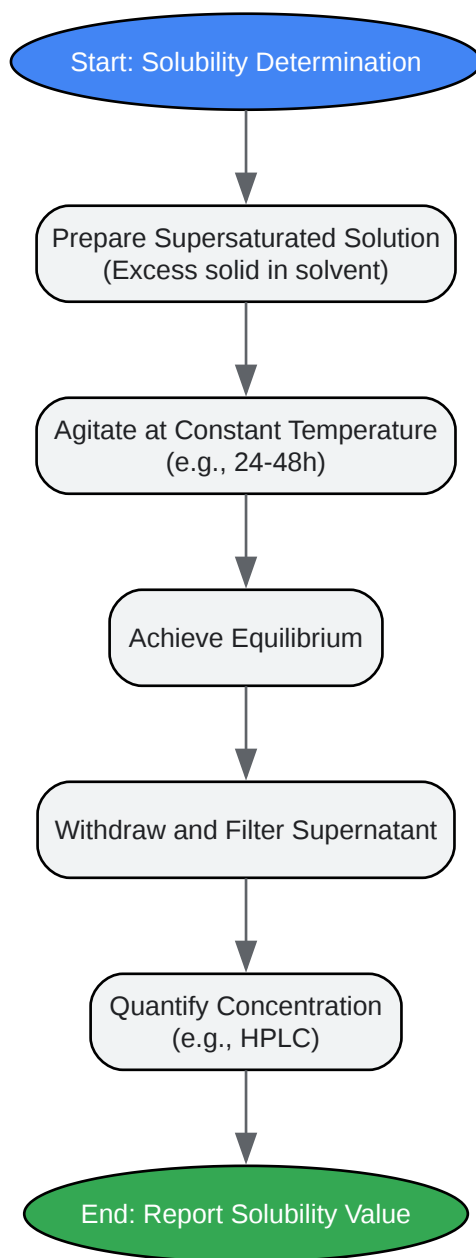 Start: Solubility Determination
Prepare Supersaturated Solution
(Excess solid in solvent)
Agitate at Constant Temperature
(e.g., 24-48h)
Achieve Equilibrium
Withdraw and Filter Supernatant
Quantify Concentration
(e.g., HPLC)
End: Report Solubility Value